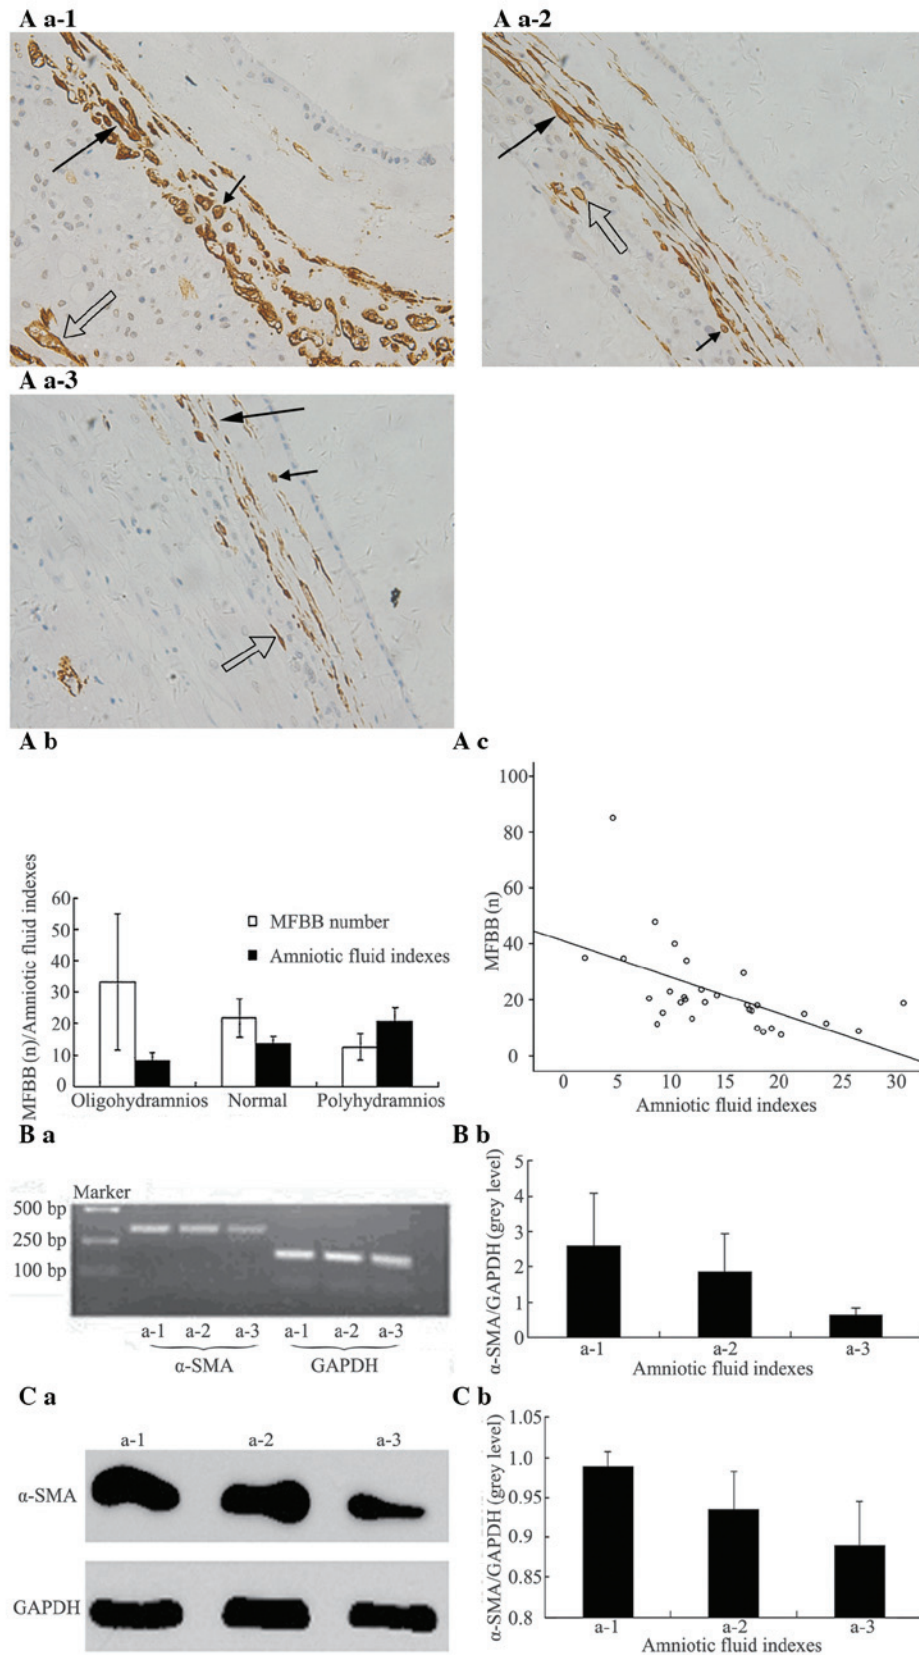 A a-1
A a-2
A a-3
A b
MFBB (n)/Amniotic fluid indexes
60
50
40
30
20
10
0
MFBB number
Amniotic fluid indexes
Oligohydramnios Normal Polyhydramnios
A c
MFBB (n)
100
80
60
40
20
0
0 5 10 15 20 25 30
Amniotic fluid indexes
B a
Marker
500 bp
250 bp
100 bp
a-1 a-2 a-3 a-1 a-2 a-3
α-SMA GAPDH
B b
α-SMA/GAPDH (grey level)
5
4
3
2
1
0
a-1 a-2 a-3
Amniotic fluid indexes
C a
a-1 a-2 a-3
α-SMA
GAPDH
C b
α-SMA/GAPDH (grey level)
1.05
1.0
0.95
0.9
0.85
0.8
a-1 a-2 a-3
Amniotic fluid indexes